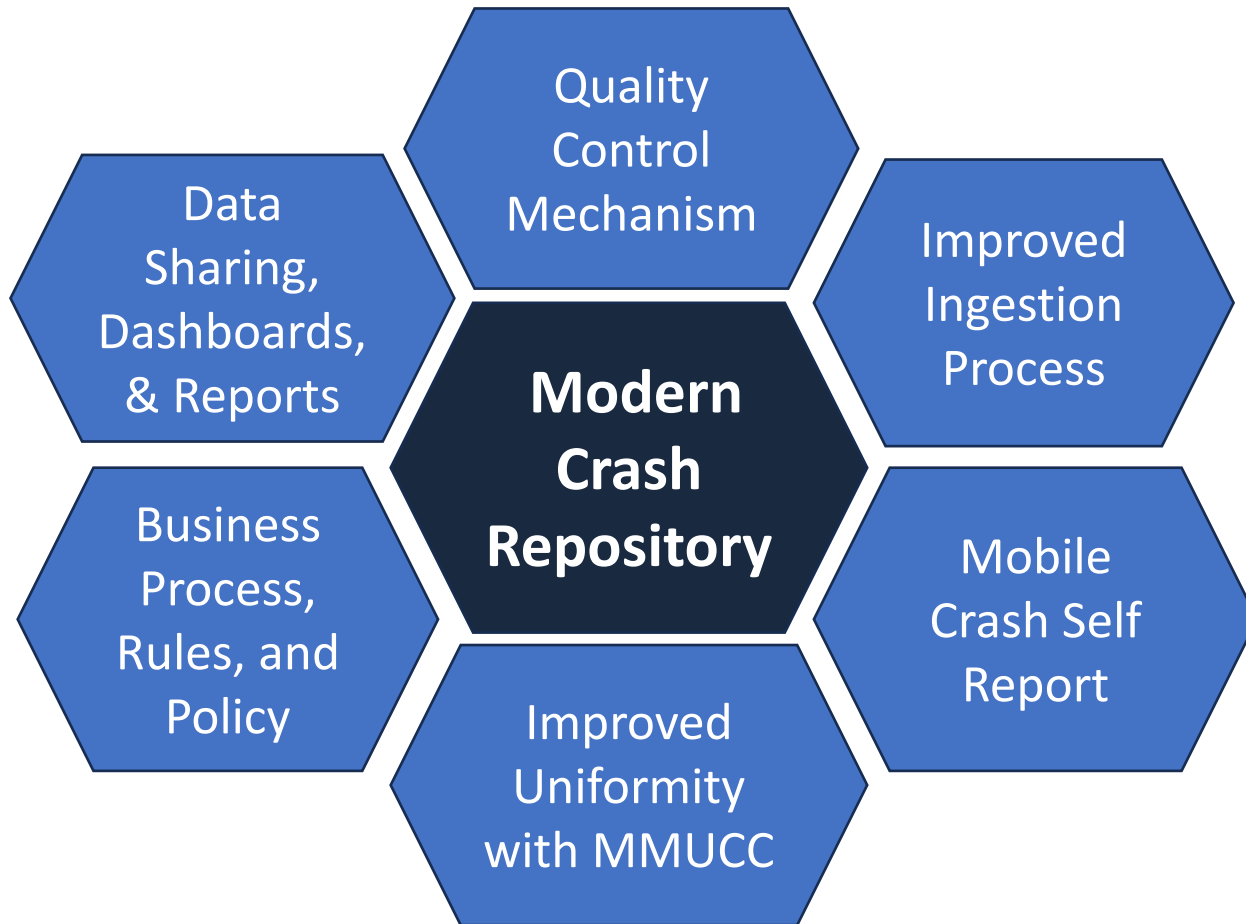 Quality
Control
Mechanism
Data
Sharing,
Dashboards,
& Reports
Improved
Ingestion
Process
Modern
Crash
Repository
Business
Process,
Rules, and
Policy
Mobile
Crash Self
Report
Improved
Uniformity
with MMUCC